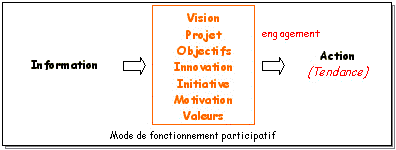 Information
Vision
Projet
Objectifs
Innovation
Initiative
Motivation
Valeurs
engagement
Action
(Tendance)
Mode de fonctionnement participatif